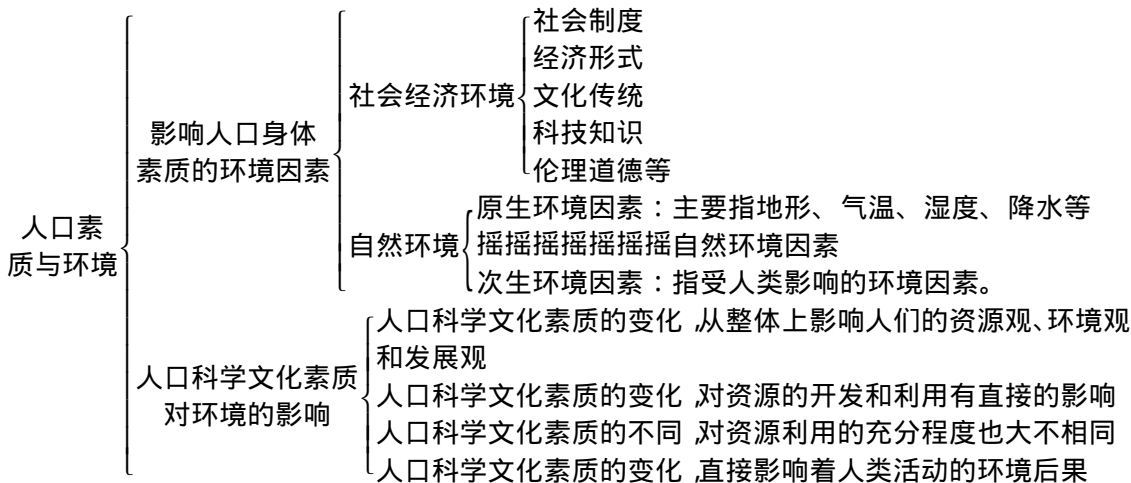 社会制度
经济形式
社会经济环境
文化传统
科技知识
伦理道德等
影响人口身体
素质的环境因素
原生环境因素：主要指地形、气温、湿度、降水等
自然环境
摇摇摇摇摇摇摇自然环境因素
次生环境因素：指受人类影响的环境因素。
人口素
质与环境
人口科学文化素质的变化,从整体上影响人们的资源观、环境观
和发展观
人口科学文化素质
对环境的影响
人口科学文化素质的变化,对资源的开发和利用有直接的影响
人口科学文化素质的不同,对资源利用的充分程度也大不相同
人口科学文化素质的变化,直接影响着人类活动的环境后果